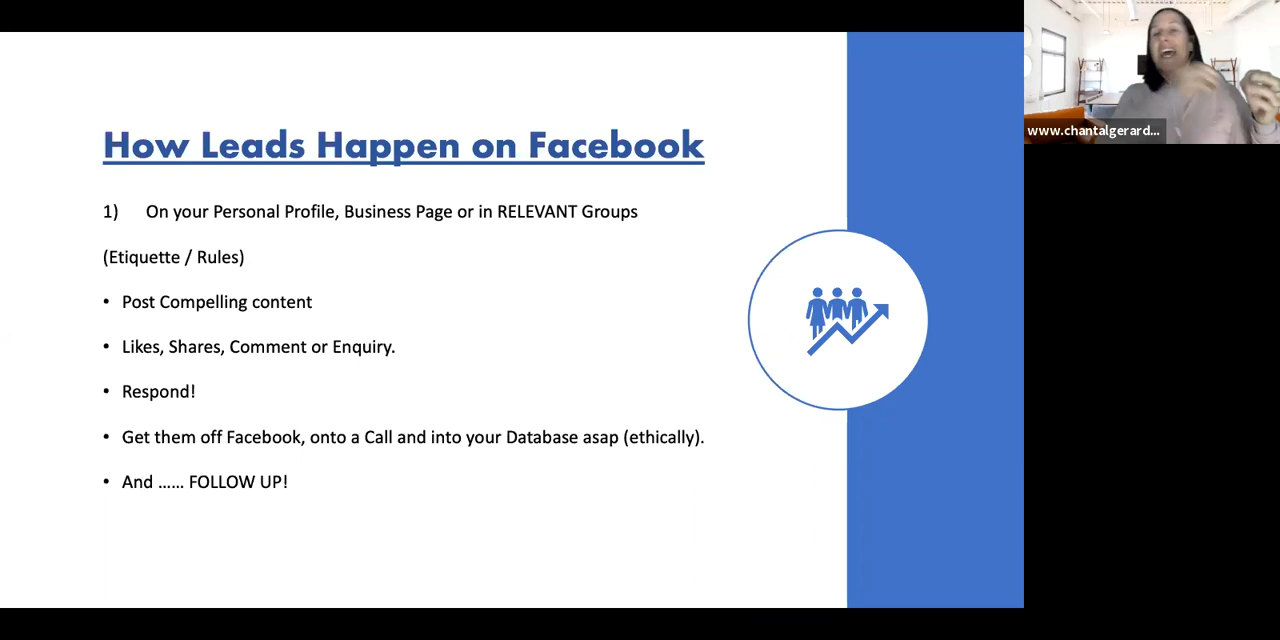 How Leads Happen on Facebook
1) On your Personal Profile, Business Page or in RELEVANT Groups
(Etiquette / Rules)
• Post Compelling content
• Likes, Shares, Comment or Enquiry.
• Respond!
• Get them off Facebook, onto a Call and into your Database asap (ethically).
• And ...... FOLLOW UP!
www.chantalgerard...